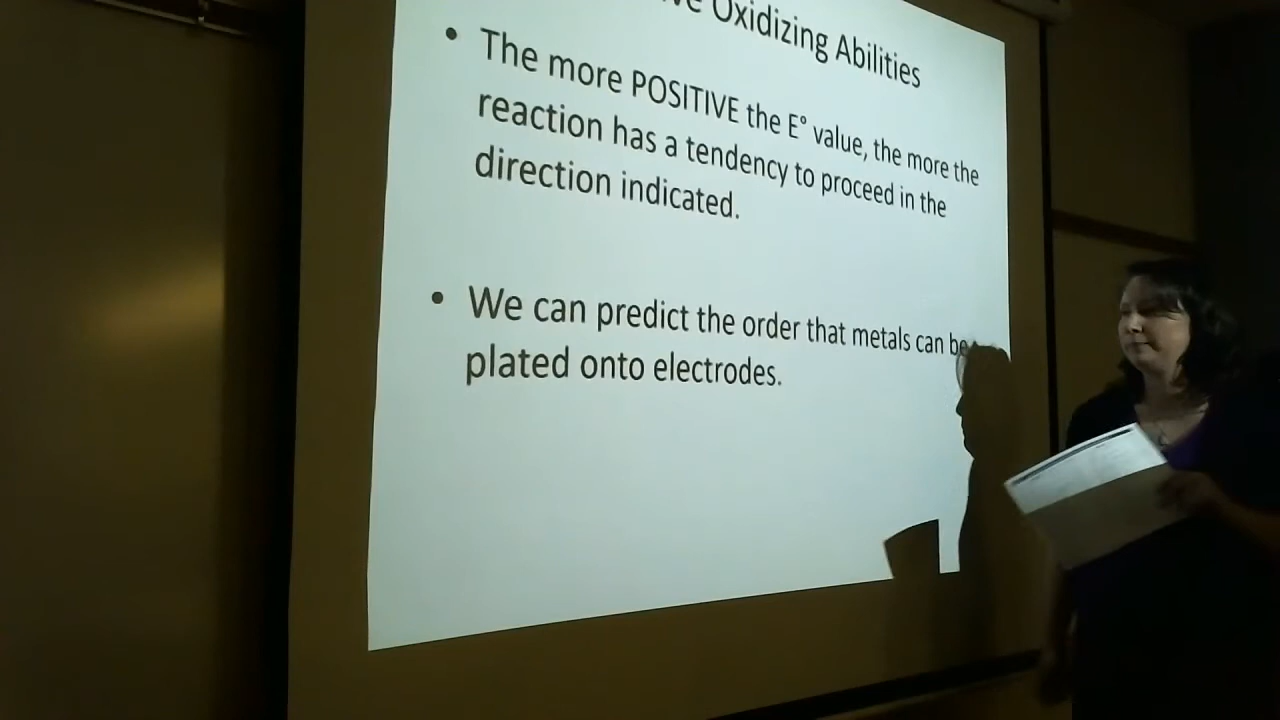 Oxidizing Abilities
• The more POSITIVE the E° value, the more the
reaction has a tendency to proceed in the
direction indicated.
• We can predict the order that metals can be
plated onto electrodes.